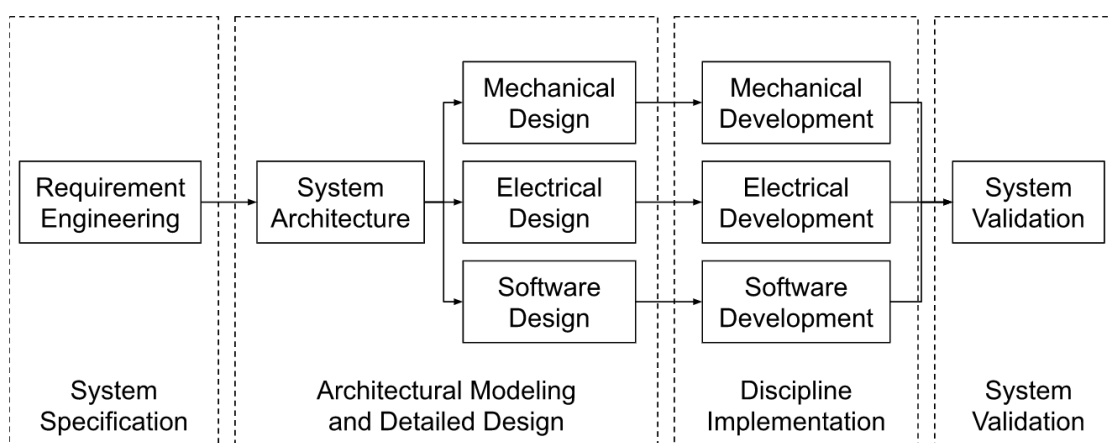 Requirement
Engineering
System
Architecture
Mechanical
Design
Electrical
Design
Software
Design
Mechanical
Development
Electrical
Development
Software
Development
System
Validation
System
Specification
Architectural Modeling
and Detailed Design
Discipline
Implementation
System
Validation